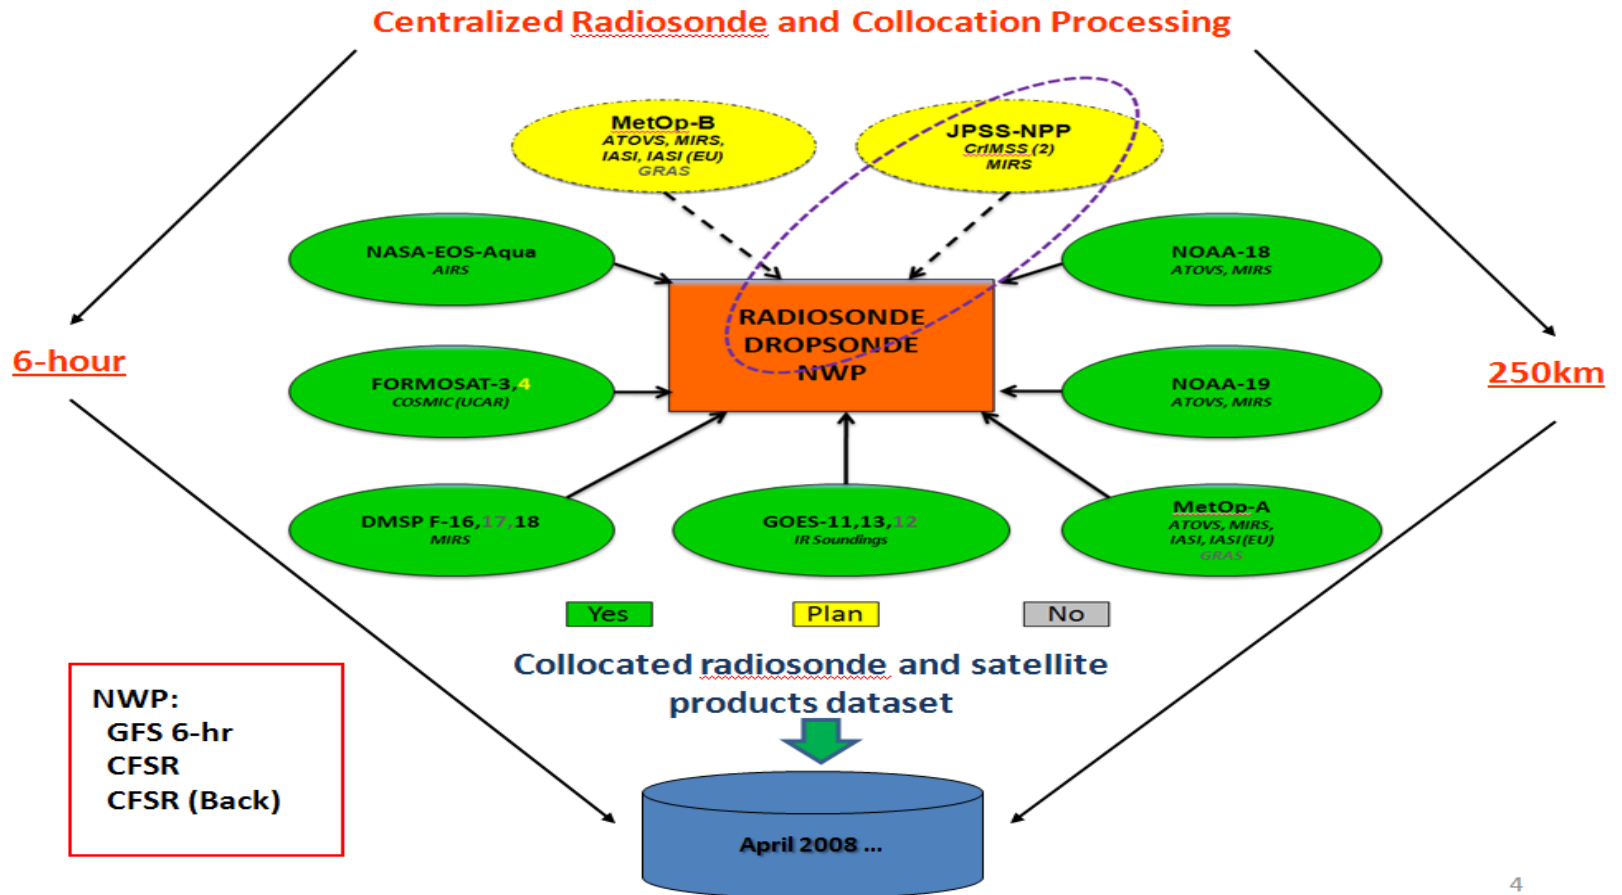 Centralized Radiosonde and Collocation Processing
MetOp-B
ATOVS, MIRS,
IASI, IASI (EU)
GRAS
JPSS-NPP
CrIMSS (2)
MIRS
NASA-EOS-Aqua
AIRS
NOAA-18
ATOVS, MIRS
RADIOSONDE
DROPSONDE
NWP
6-hour
250km
FORMOSAT-3,4
COSMIC (UCAR)
NOAA-19
ATOVS, MIRS
DMSP F-16,17,18
MIRS
GOES-11,13,12
IR Soundings
MetOp-A
ATOVS, MIRS,
IASI, IASI (EU)
GRAS
Yes
Plan
No
Collocated radiosonde and satellite
products dataset
NWP:
GFS 6-hr
CFSR
CFSR (Back)
April 2008 ...
4